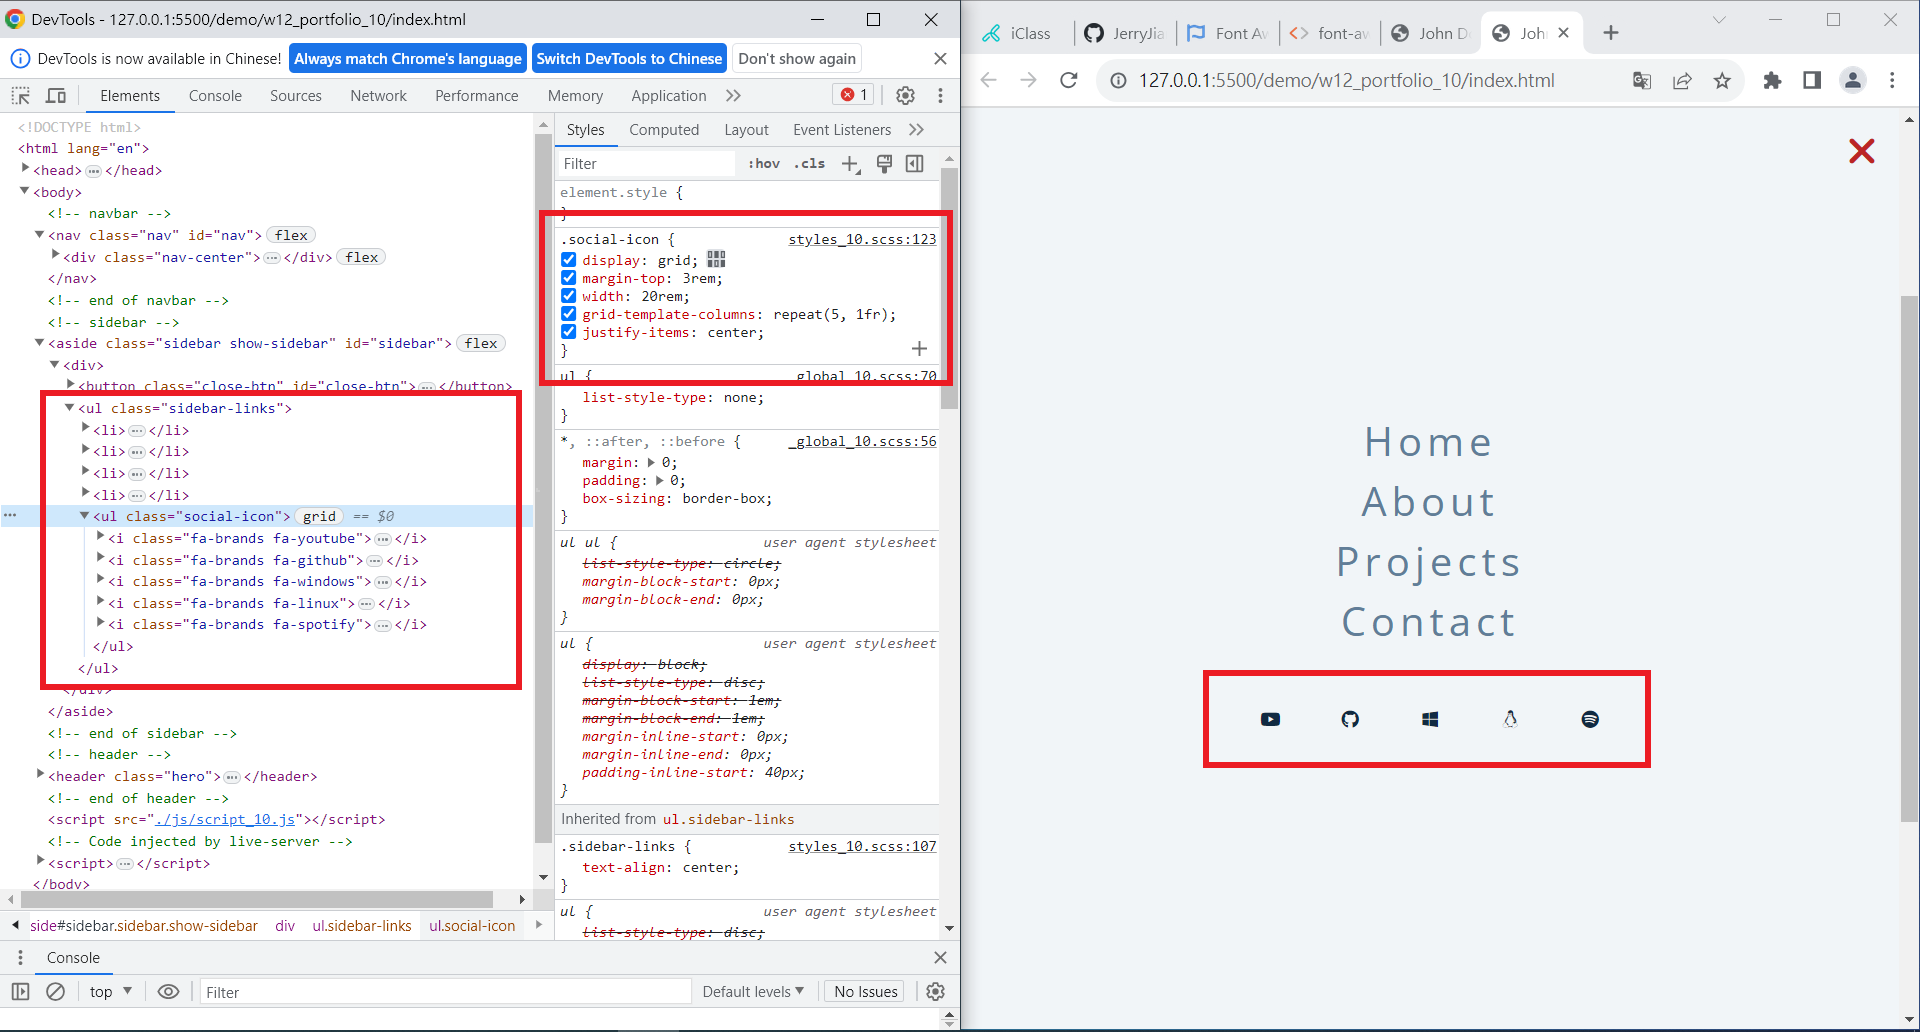 DevTools - 127.0.0.1:5500/demo/w12_portfolio_10/index.html
DevTools is now available in Chinese!
Always match Chrome's language
Switch DevTools to Chinese
Don't show again
Elements
Console
Sources
Network
Performance
Memory
Application
1
<!DOCTYPE html>
<html lang="en">
<head> ··· </head>
<body>
<!-- navbar -->
<nav class="nav" id="nav"> flex
<div class="nav-center"> ··· </div> flex
</nav>
<!-- end of navbar -->
<!-- sidebar -->
<aside class="sidebar show-sidebar" id="sidebar"> flex
<div>
<button class="close-btn" id="close-btn"> ··· </button>
<ul class="sidebar-links">
<li> ··· </li>
<li> ··· </li>
<li> ··· </li>
<li> ··· </li>
<ul class="social-icon"> grid == $0
<i class="fa-brands fa-youtube"> ··· </i>
<i class="fa-brands fa-github"> ··· </i>
<i class="fa-brands fa-windows"> ··· </i>
<i class="fa-brands fa-linux"> ··· </i>
<i class="fa-brands fa-spotify"> ··· </i>
</ul>
</ul>
</div>
</aside>
<!-- end of sidebar -->
<!-- header -->
<header class="hero"> ··· </header>
<!-- end of header -->
<script src="./js/script_10.js"></script>
<!-- Code injected by live-server -->
<script> ··· </script>
</body>
side#sidebar.sidebar.show-sidebar div ul.sidebar-links ul.social-icon
Styles
Computed
Layout
Event Listeners
Filter
:hov .cls
element.style {
}
.social-icon { styles_10.scss:123
display: grid;
margin-top: 3rem;
width: 20rem;
grid-template-columns: repeat(5, 1fr);
justify-items: center;
}
ul { _global_10.scss:70
list-style-type: none;
}
*, ::after, ::before { _global_10.scss:56
margin: 0;
padding: 0;
box-sizing: border-box;
}
ul ul { user agent stylesheet
list-style-type: circle;
margin-block-start: 0px;
margin-block-end: 0px;
}
ul { user agent stylesheet
display: block;
list-style-type: disc;
margin-block-start: 1em;
margin-block-end: 1em;
margin-inline-start: 0px;
margin-inline-end: 0px;
padding-inline-start: 40px;
}
Inherited from ul.sidebar-links
.sidebar-links { styles_10.scss:107
text-align: center;
}
ul { user agent stylesheet
list-style-type: disc;
Console
top
Filter
Default levels
No Issues
iClass
JerryJia
Font Aw
font-aw
John D
Joh
127.0.0.1:5500/demo/w12_portfolio_10/index.html
Home
About
Projects
Contact